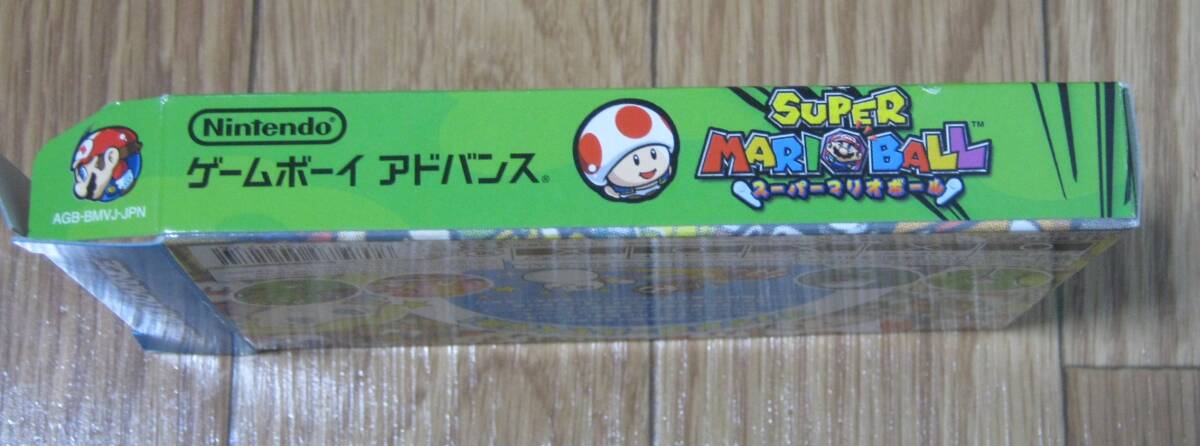 AGB-BMVJ-JPN
Nintendo®
ゲームボーイ アドバンス®
SUPER
MARIO BALL™
スーパーマリオボール